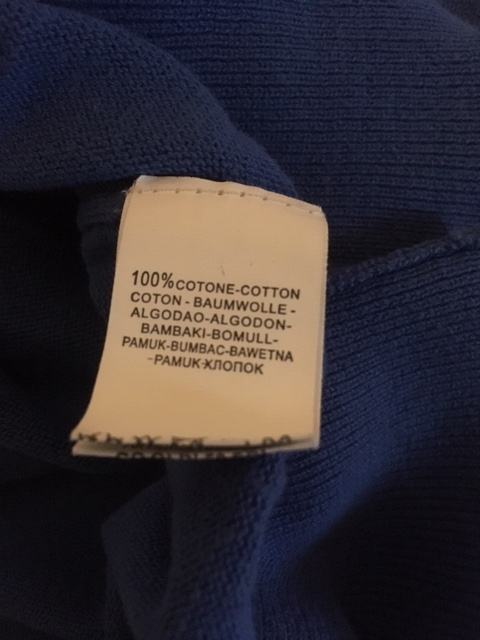 100% COTONE-COTTON
COTON - BAUMWOLLE -
ALGODAO-ALGODON-
BAMBAKI-BOMULL-
PAMUK-BUMBAC-BAWETNA
-PAMUK-ХЛОПОК